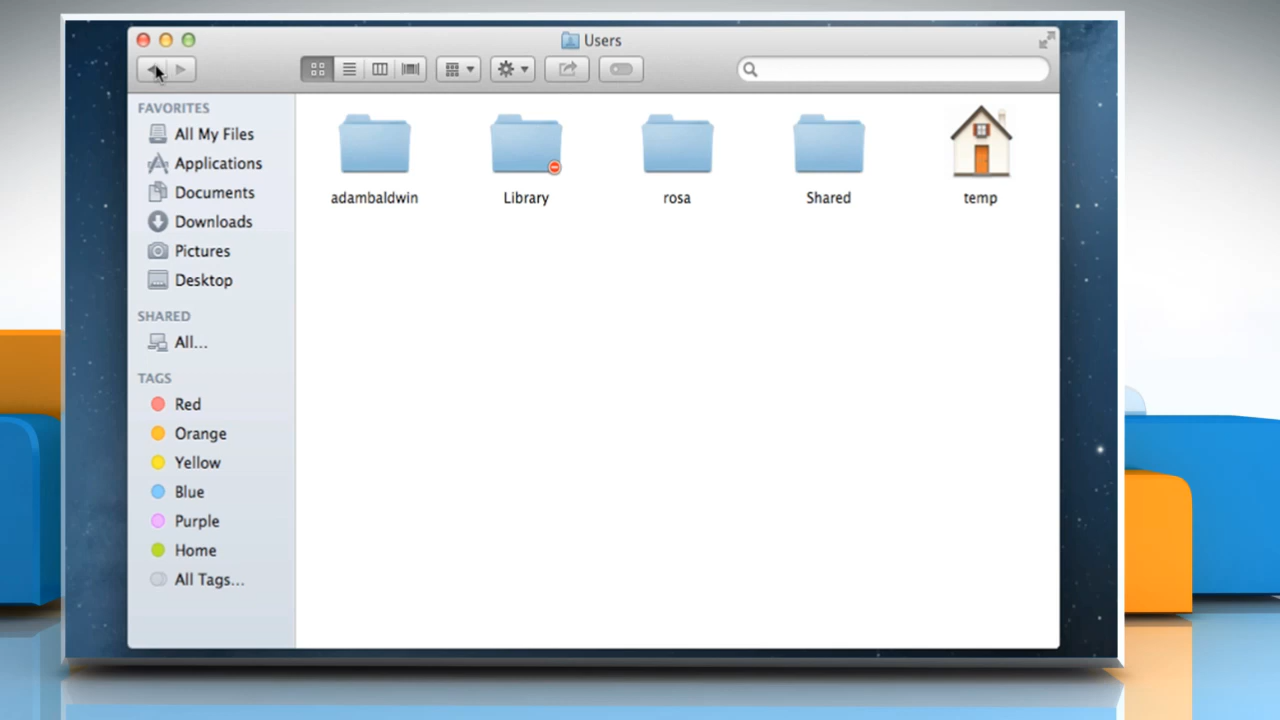 Users
FAVORITES
All My Files
Applications
Documents
Downloads
Pictures
Desktop
SHARED
All...
TAGS
Red
Orange
Yellow
Blue
Purple
Home
All Tags...
adambaldwin
Library
rosa
Shared
temp